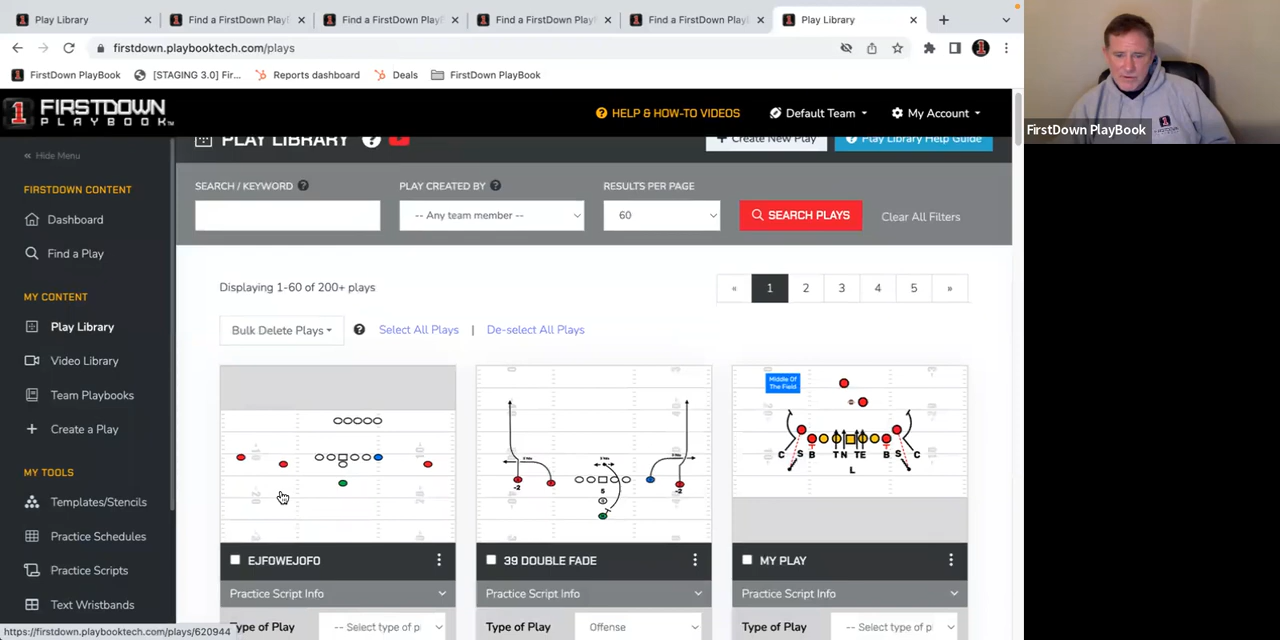 Play Library
Find a FirstDown Play
Find a FirstDown Play
Find a FirstDown Play
Find a FirstDown Play
Play Library
firstdown.playbooktech.com/plays
FirstDown PlayBook
[STAGING 3.0] Fir...
Reports dashboard
Deals
FirstDown PlayBook
1 FIRSTDOWN
PLAYBOOK
HELP & HOW-TO VIDEOS
Default Team
My Account
FirstDown PlayBook
« Hide Menu
PLAY LIBRARY
+ Create New Play
Play Library Help Guide
FIRSTDOWN CONTENT
Dashboard
Find a Play
MY CONTENT
Play Library
Video Library
Team Playbooks
Create a Play
MY TOOLS
Templates/Stencils
Practice Schedules
Practice Scripts
Text Wristbands
SEARCH / KEYWORD
PLAY CREATED BY
RESULTS PER PAGE
-- Any team member --
60
SEARCH PLAYS
Clear All Filters
Displaying 1-60 of 200+ plays
« 1 2 3 4 5 »
Bulk Delete Plays
Select All Plays | De-select All Plays
Middle Of
The Field
C S B T N T E B S C
L
-2 5 -2
EJFOWEJOFO
39 DOUBLE FADE
MY PLAY
Practice Script Info
Practice Script Info
Practice Script Info
Type of Play
-- Select type of p
Type of Play
Offense
Type of Play
-- Select type of p
https://firstdown.playbooktech.com/plays/620944